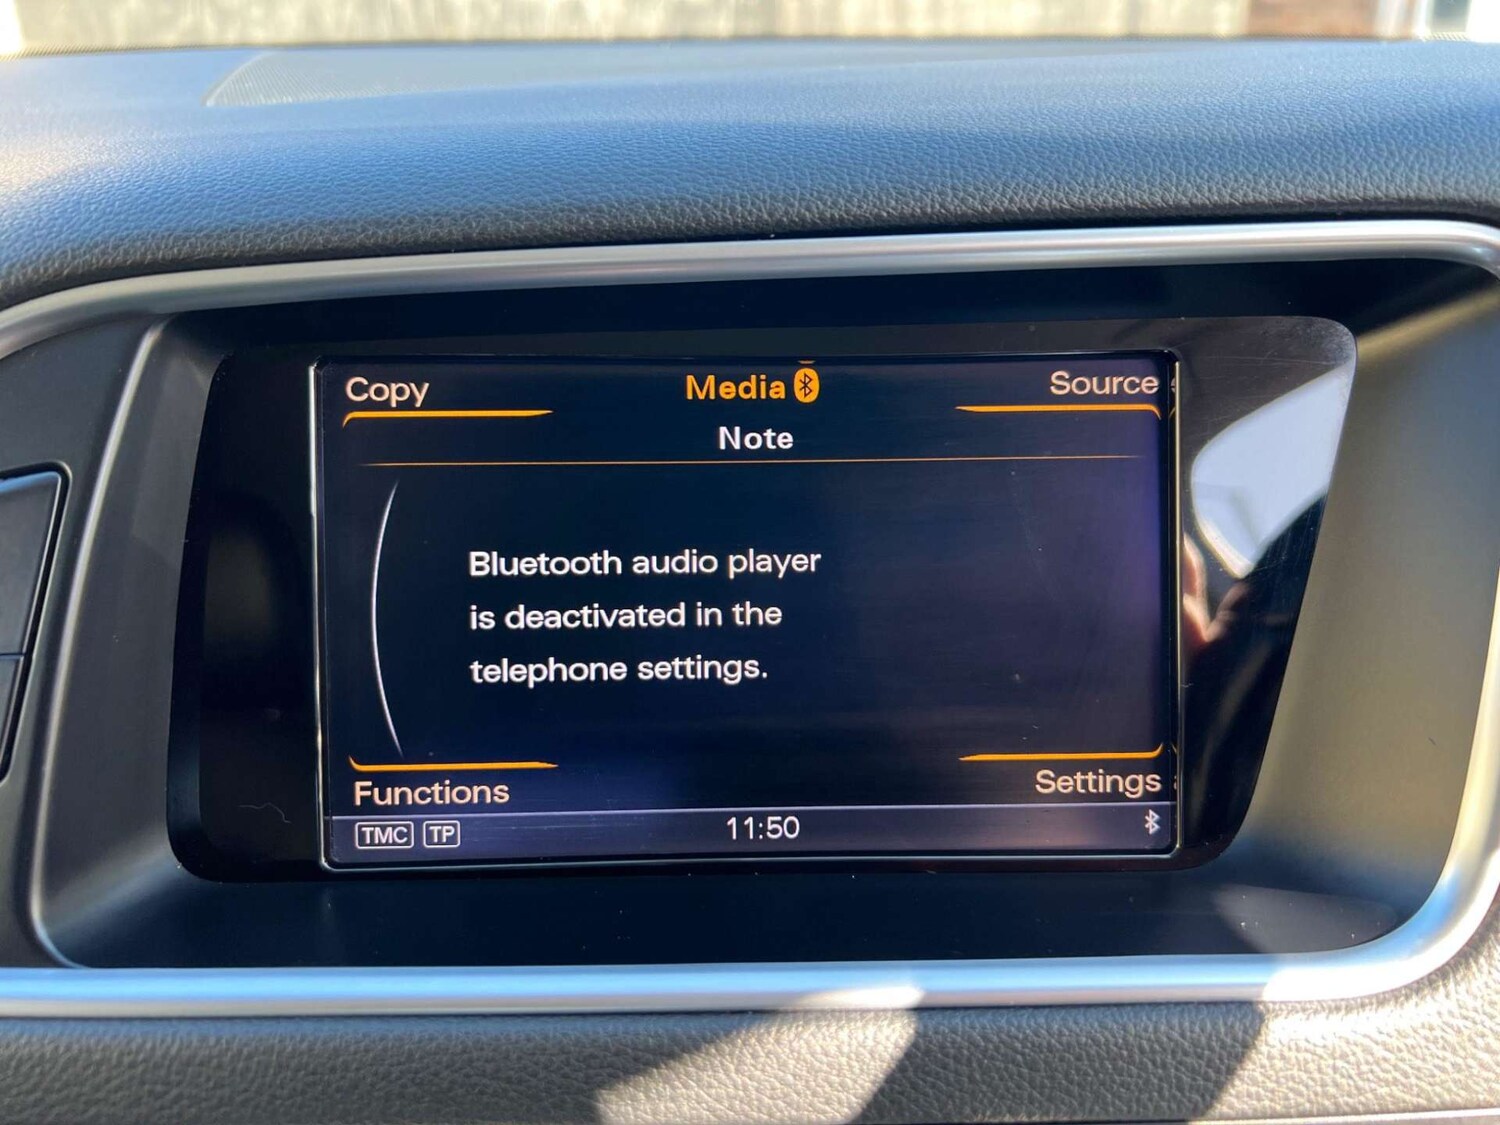 Copy
Media
Source
Note
Bluetooth audio player
is deactivated in the
telephone settings.
Functions
Settings
TMC TP
11:50